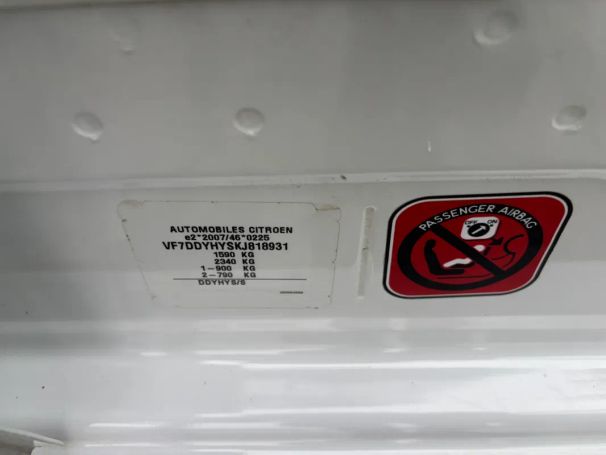 AUTOMOBILES CITROEN
e2*2007/46*0225
VF7DDYHYSKJ818931
1590 KG
2340 KG
1-900 KG
2-790 KG
DDYHYS/S
PASSENGER AIRBAG
OFF ON